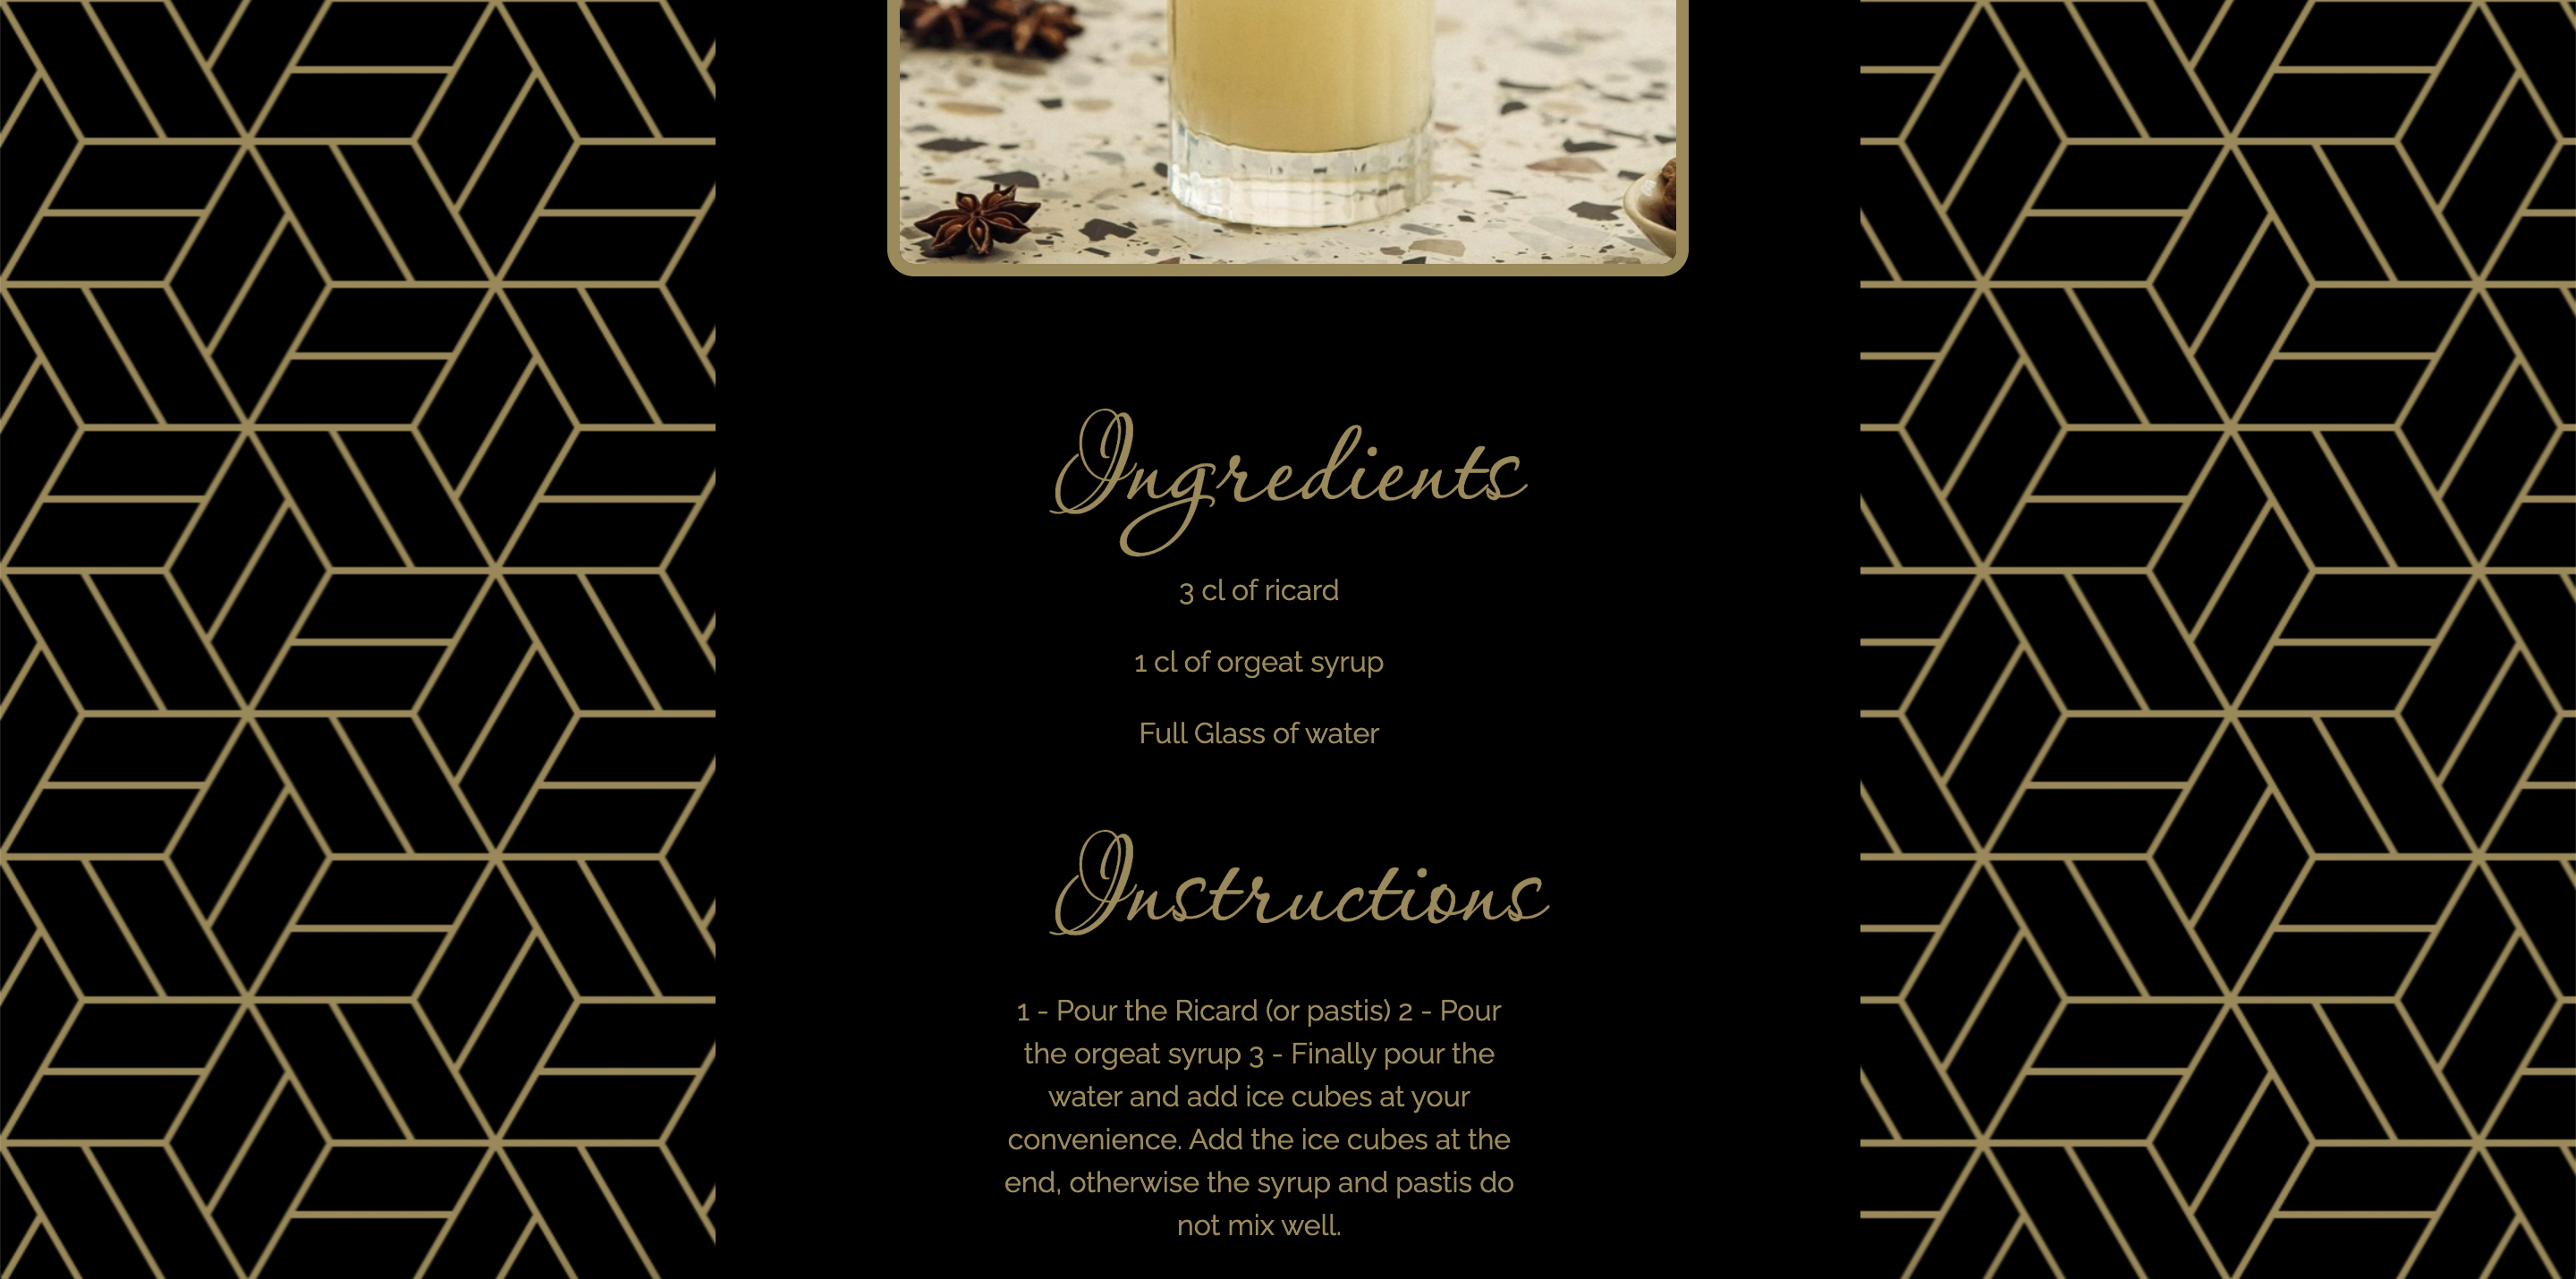 Ingredients
3 cl of ricard
1 cl of orgeat syrup
Full Glass of water
Instructions
1 - Pour the Ricard (or pastis) 2 - Pour
the orgeat syrup 3 - Finally pour the
water and add ice cubes at your
convenience. Add the ice cubes at the
end, otherwise the syrup and pastis do
not mix well.